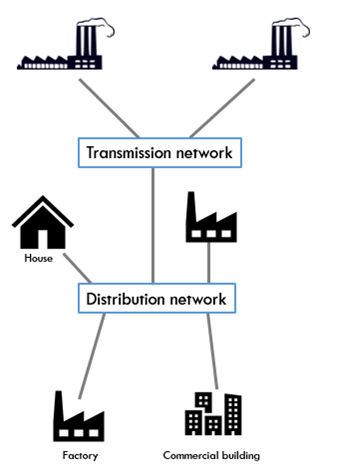 Transmission network
House
Distribution network
Factory
Commercial building